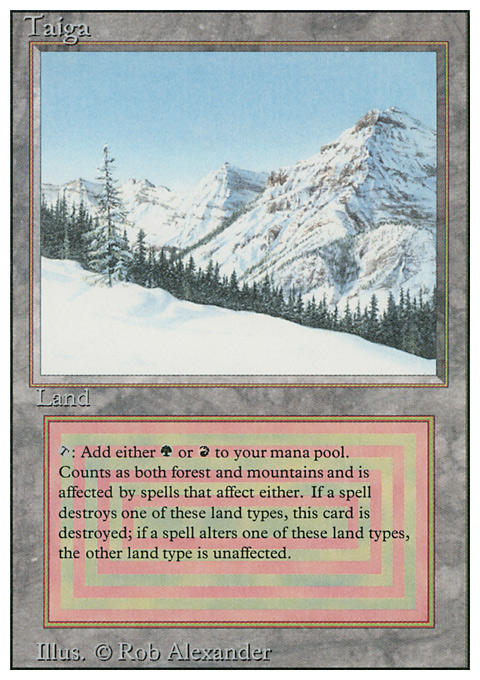 Taiga
Land
: Add either or to your mana pool.
Counts as both forest and mountains and is
affected by spells that affect either. If a spell
destroys one of these land types, this card is
destroyed; if a spell alters one of these land types,
the other land type is unaffected.
Illus. © Rob Alexander